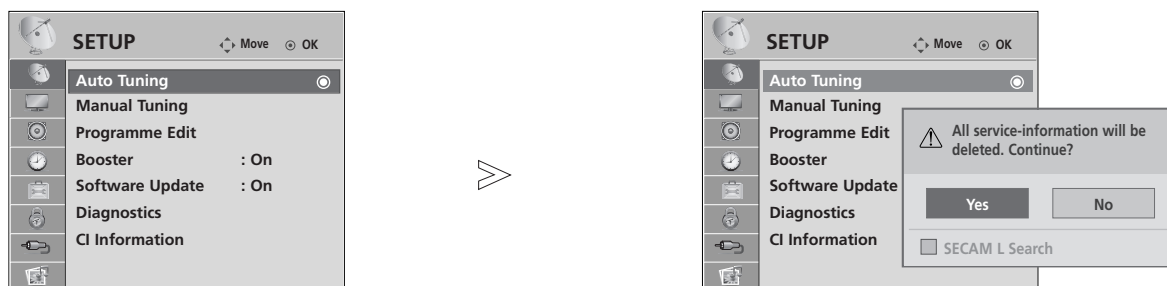 SETUP Move OK
Auto Tuning
Manual Tuning
Programme Edit
Booster : On
Software Update : On
Diagnostics
CI Information
SETUP Move OK
Auto Tuning
Manual Tuning
Programme Edit
Booster
Software Update
Diagnostics
CI Information
All service-information will be
deleted. Continue?
Yes No
SECAM L Search